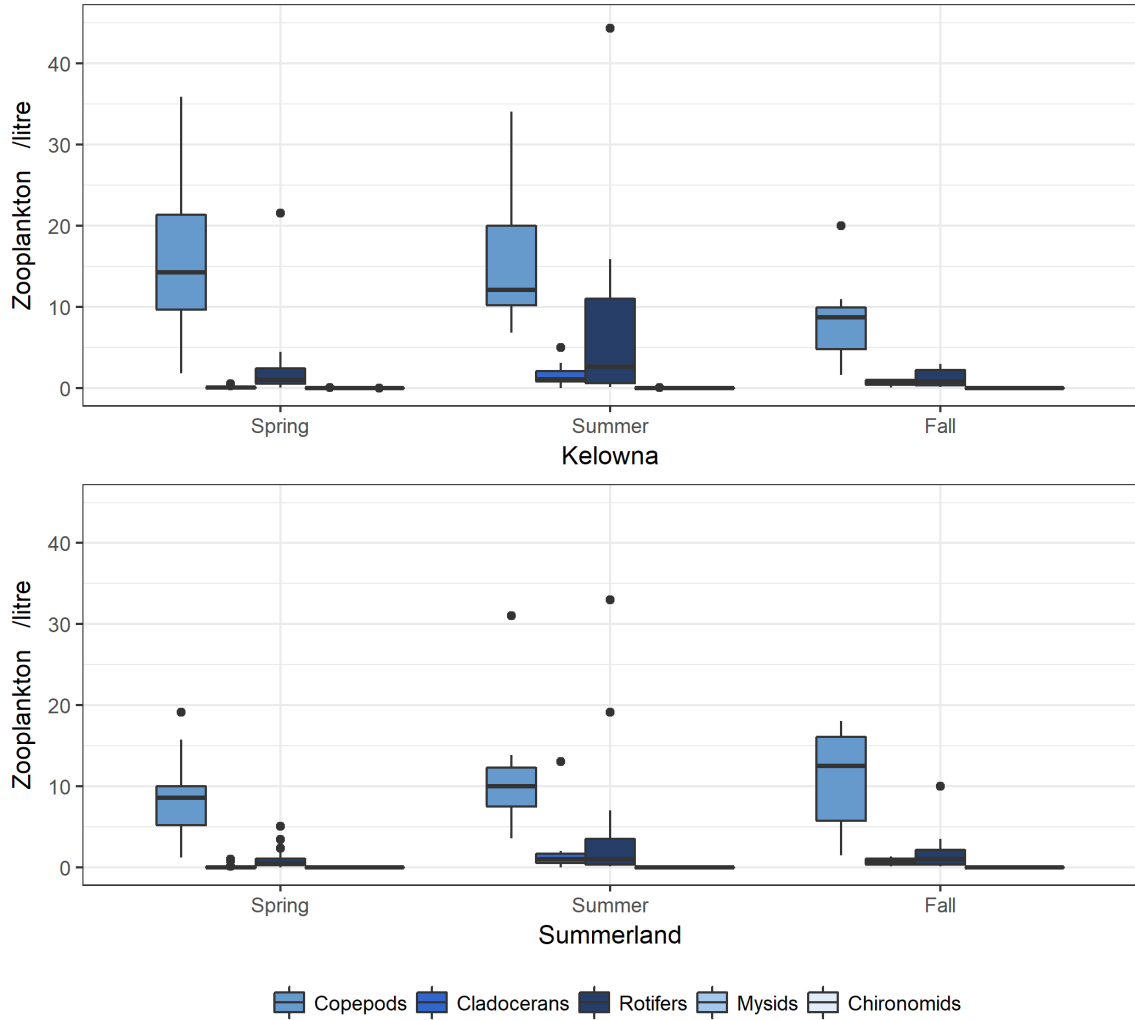 Zooplankton /litre
40
30
20
10
0
Spring Summer Fall
Kelowna
Zooplankton /litre
40
30
20
10
0
Spring Summer Fall
Summerland
Copepods Cladocerans Rotifers Mysids Chironomids